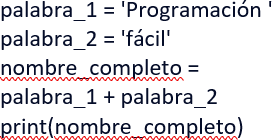 palabra_1 = 'Programación '
palabra_2 = 'fácil'
nombre_completo =
palabra_1 + palabra_2
print(nombre_completo)